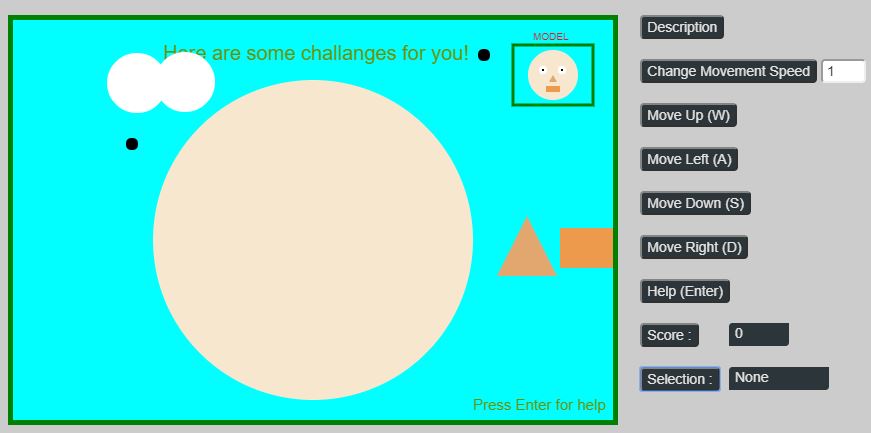 Here are some challanges for you!
MODEL
Press Enter for help
Description
Change Movement Speed 1
Move Up (W)
Move Left (A)
Move Down (S)
Move Right (D)
Help (Enter)
Score : 0
Selection : None